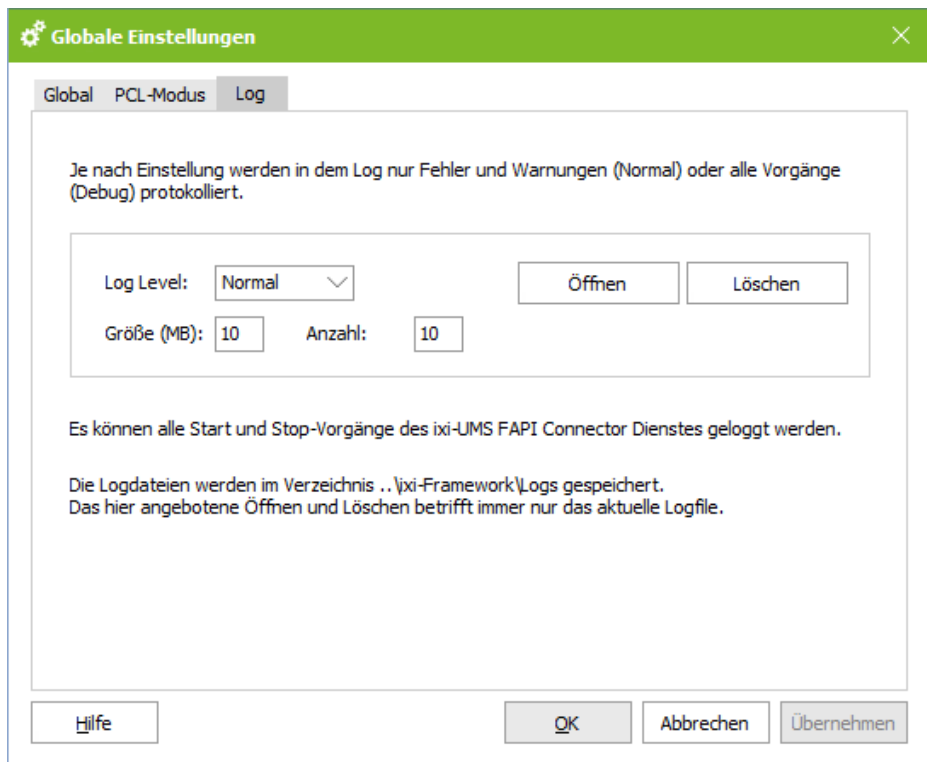 Globale Einstellungen
Global PCL-Modus Log
Je nach Einstellung werden in dem Log nur Fehler und Warnungen (Normal) oder alle Vorgänge
(Debug) protokolliert.
Log Level: Normal Öffnen Löschen
Größe (MB): 10 Anzahl: 10
Es können alle Start und Stop-Vorgänge des ixi-UMS FAPI Connector Dienstes geloggt werden.
Die Logdateien werden im Verzeichnis ..\ixi-Framework\Logs gespeichert.
Das hier angebotene Öffnen und Löschen betrifft immer nur das aktuelle Logfile.
Hilfe OK Abbrechen Übernehmen